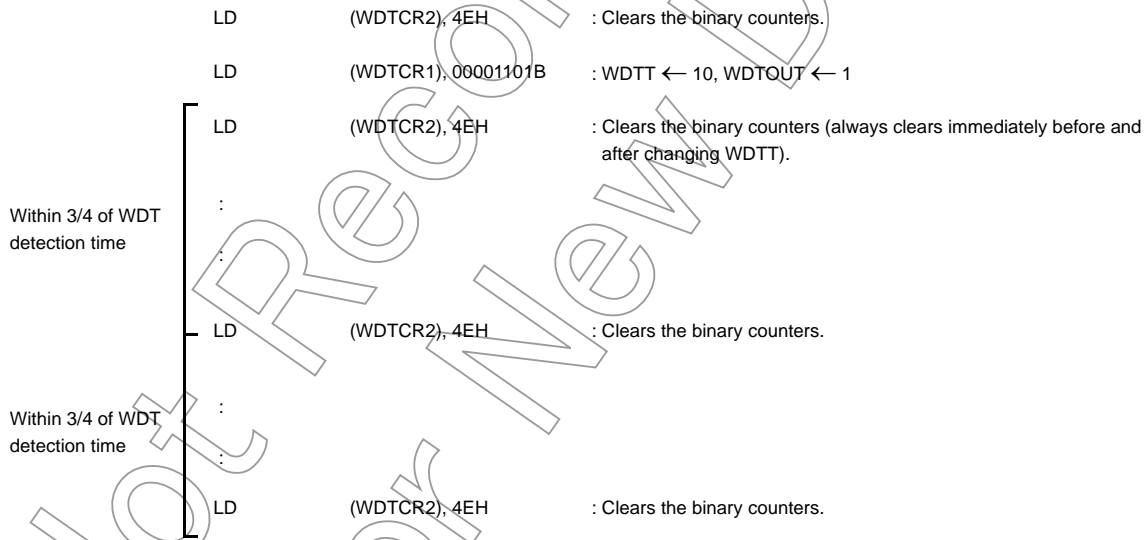 LD (WDTCR2), 4EH : Clears the binary counters.
LD (WDTCR1), 00001101B : WDTT ← 10, WDTOUT ← 1
LD (WDTCR2), 4EH : Clears the binary counters (always clears immediately before and
after changing WDTT).
Within 3/4 of WDT :
detection time
:
LD (WDTCR2), 4EH : Clears the binary counters.
Within 3/4 of WDT :
detection time
:
LD (WDTCR2), 4EH : Clears the binary counters.